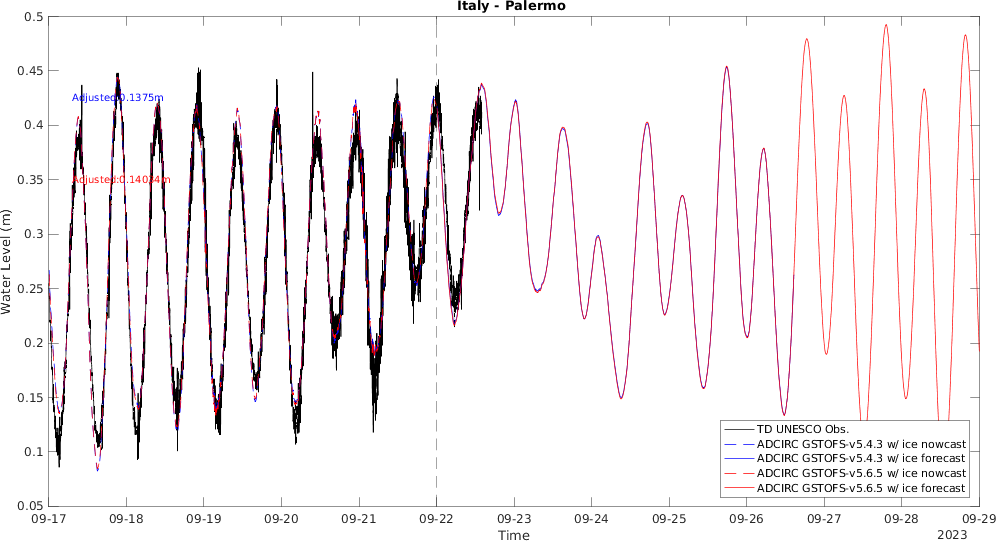 Italy - Palermo
0.5
0.45
Adjusted:0.1375m
0.4
0.35
Adjusted:0.14034m
0.3
Water Level (m)
0.25
0.2
0.15
0.1
0.05
TD UNESCO Obs.
ADCIRC GSTOFS-v5.4.3 w/ ice nowcast
ADCIRC GSTOFS-v5.4.3 w/ ice forecast
ADCIRC GSTOFS-v5.6.5 w/ ice nowcast
ADCIRC GSTOFS-v5.6.5 w/ ice forecast
09-17 09-18 09-19 09-20 09-21 09-22 09-23 09-24 09-25 09-26 09-27 09-28 09-29
Time
2023